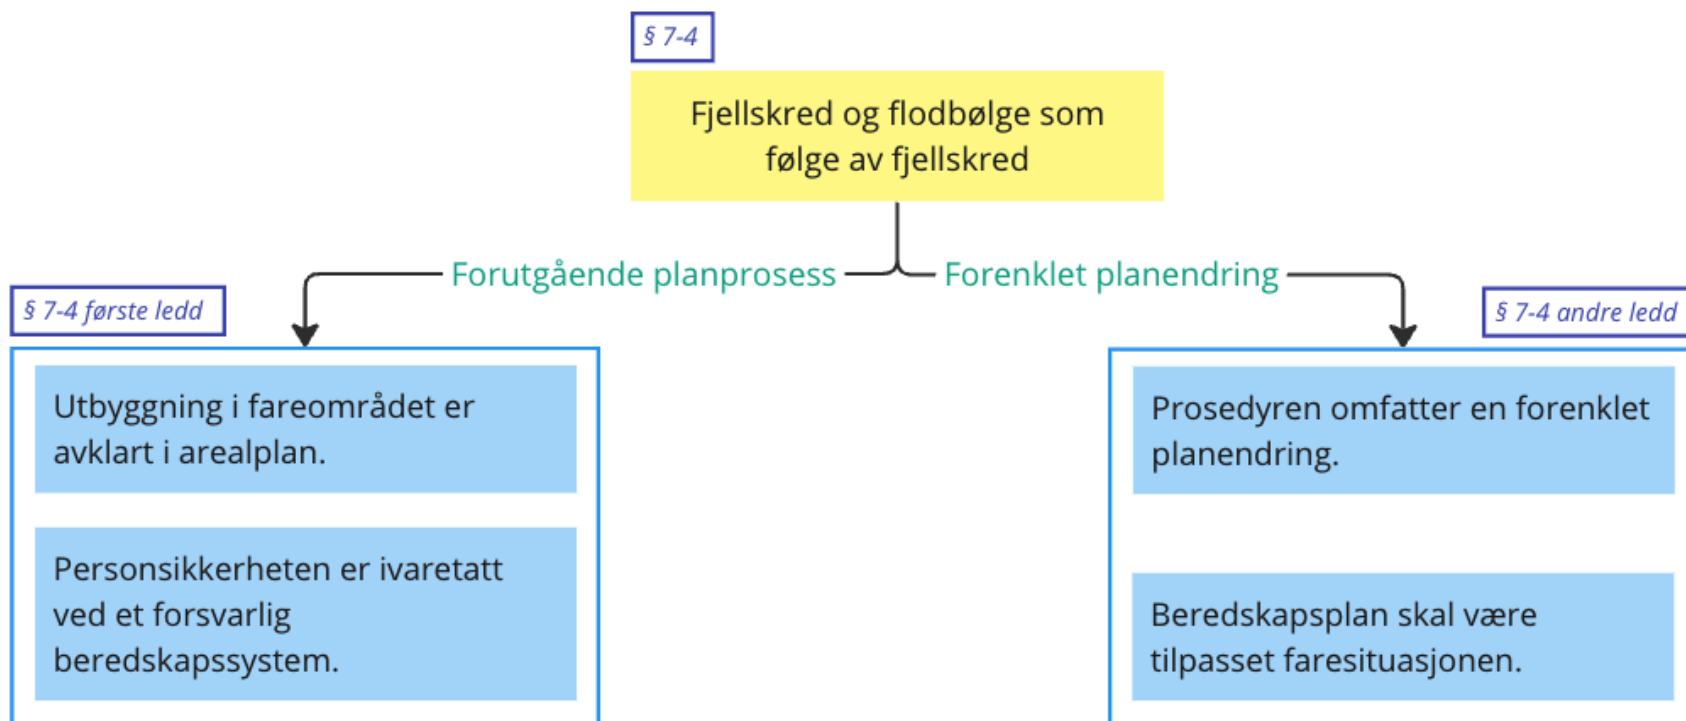 § 7-4
Fjellskred og flodbølge som
følge av fjellskred
Forutgående planprosess
Forenklet planendring
§ 7-4 første ledd
§ 7-4 andre ledd
Utbyggning i fareområdet er
avklart i arealplan.
Personsikkerheten er ivaretatt
ved et forsvarlig
beredskapssystem.
Prosedyren omfatter en forenklet
planendring.
Beredskapsplan skal være
tilpasset faresituasjonen.